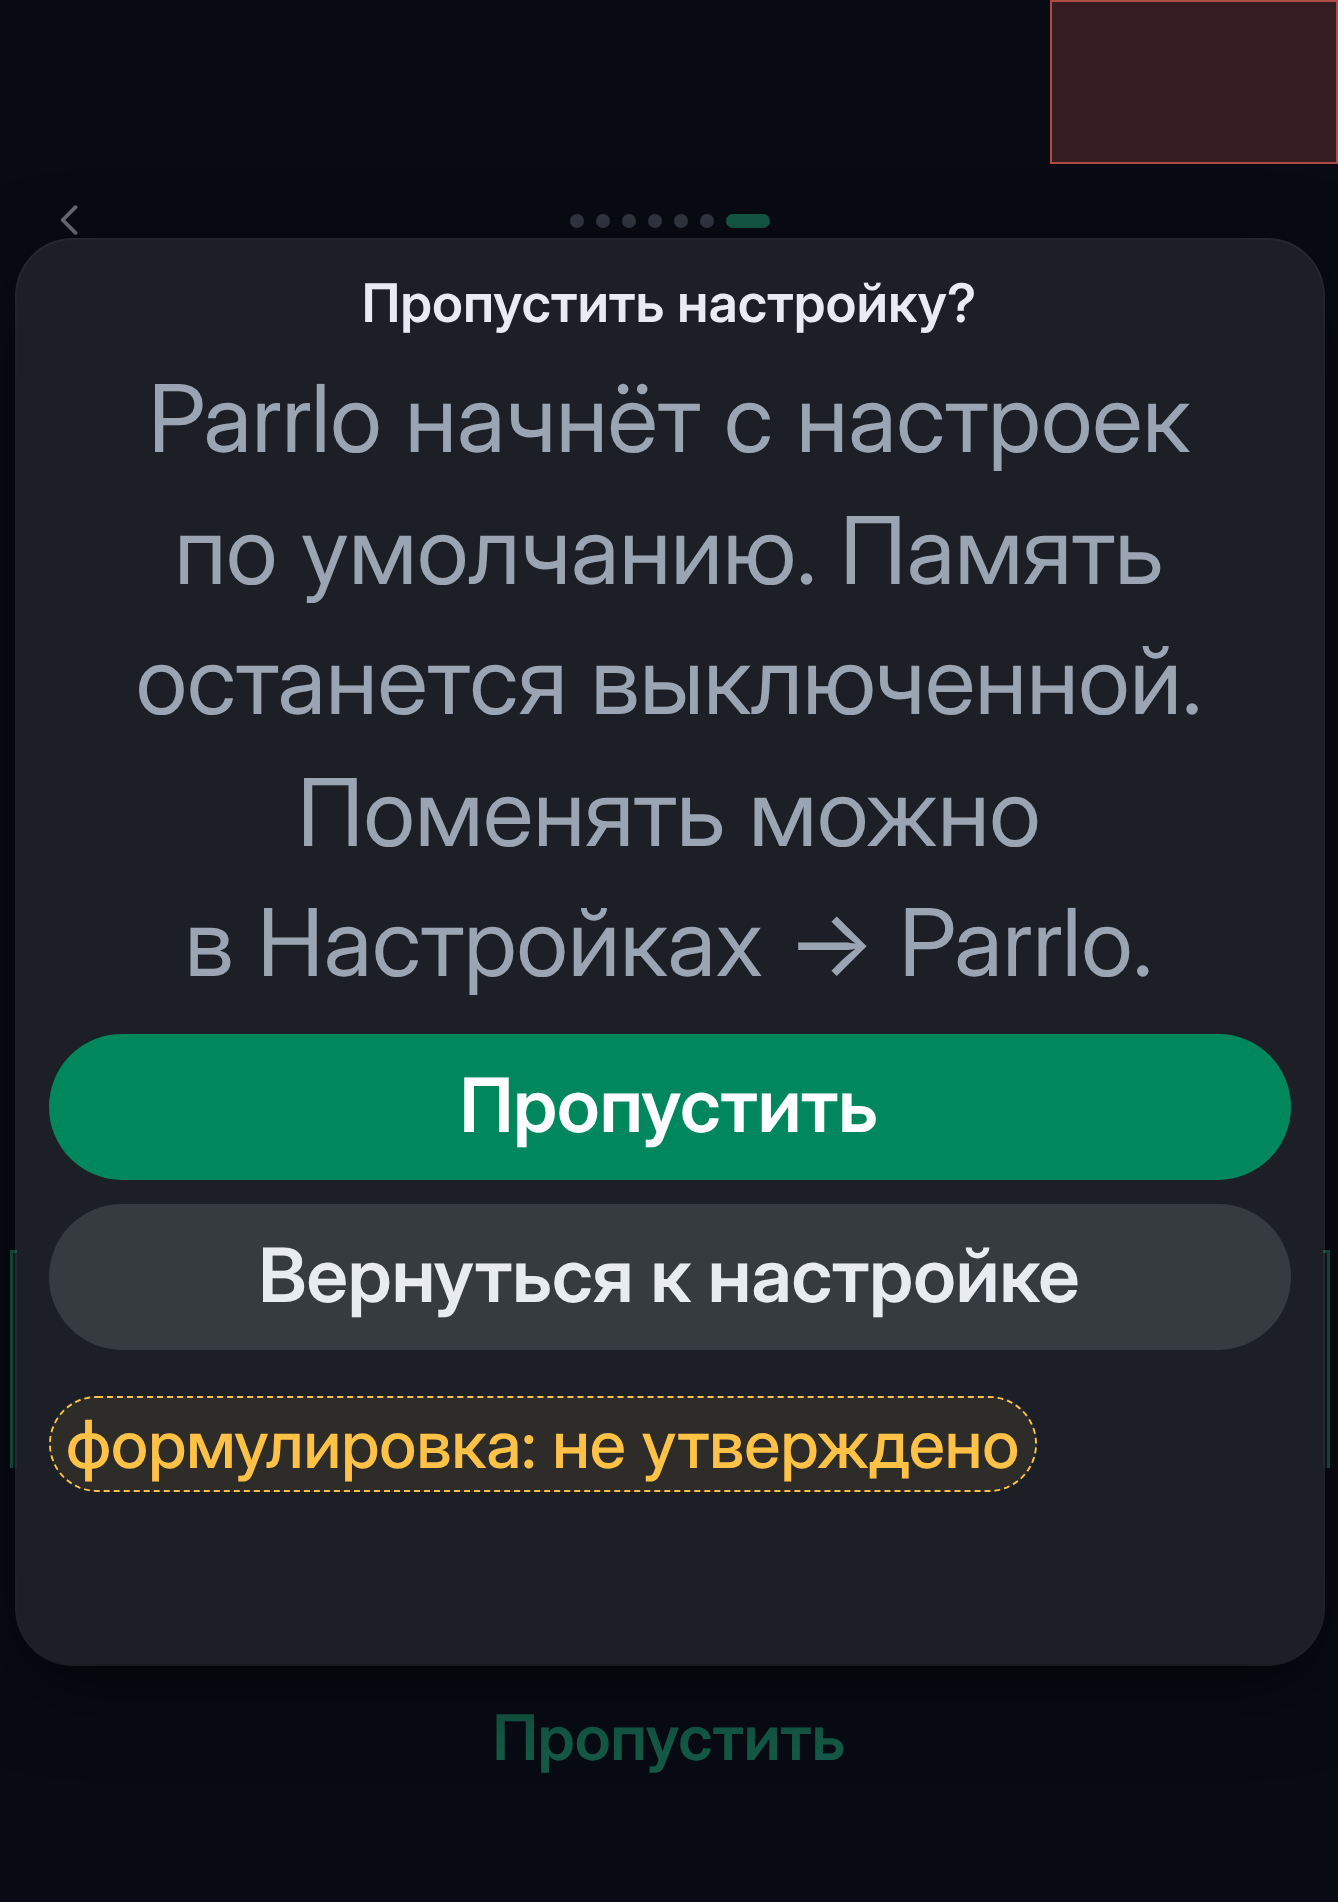 Пропустить настройку?
Parrlo начнёт с настроек
по умолчанию. Память
останется выключенной.
Поменять можно
в Настройках → Parrlo.
Пропустить
Вернуться к настройке
формулировка: не утверждено
Пропустить